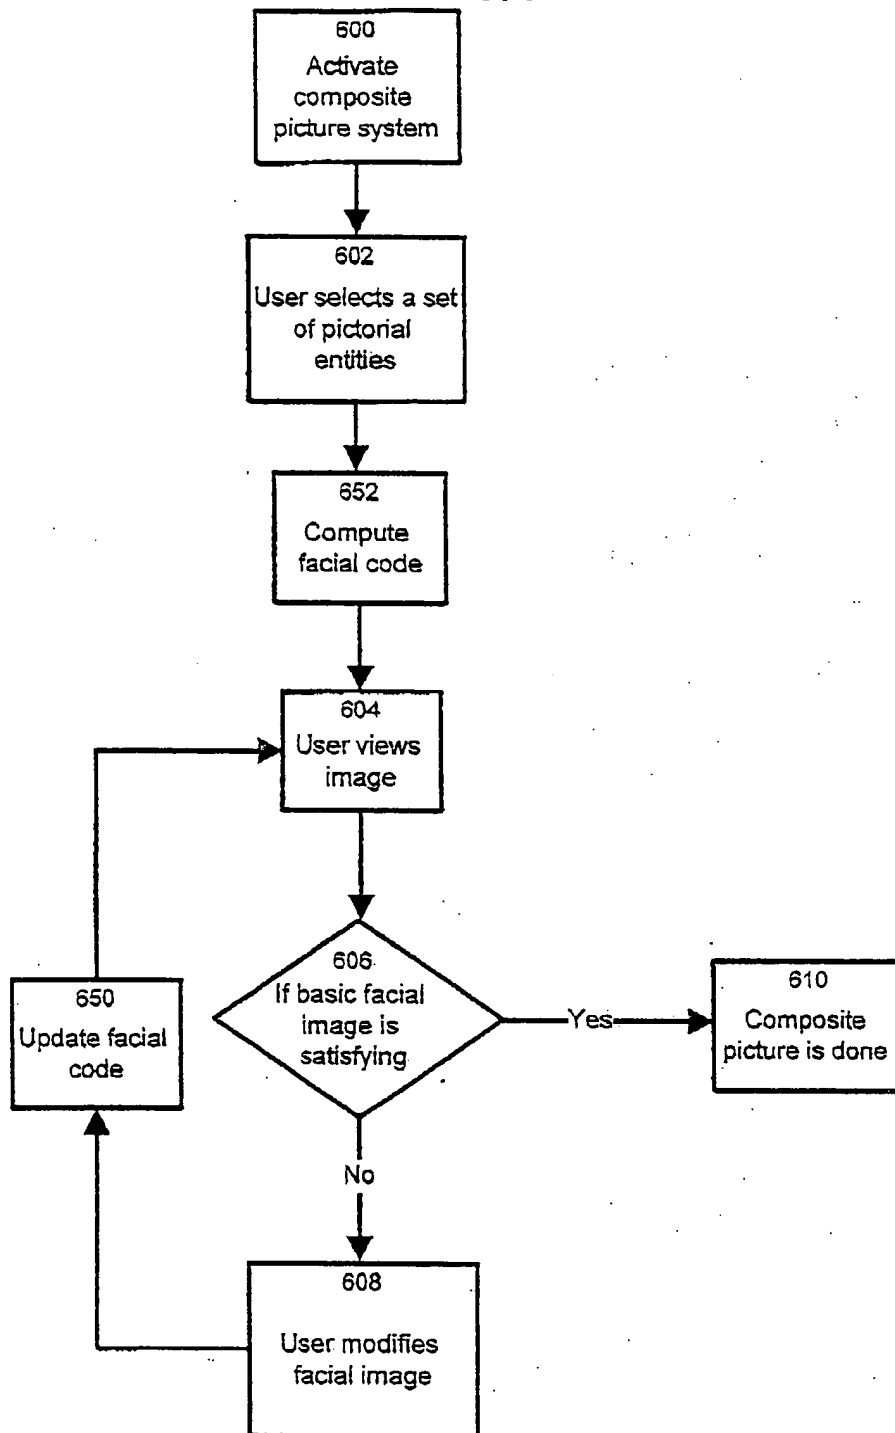 600
Activate
composite
picture system
602
User selects a set
of pictorial
entities
652
Compute
facial code
604
User views
image
606
If basic facial
image is
satisfying
Yes
610
Composite
picture is done
650
Update facial
code
No
608
User modifies
facial image